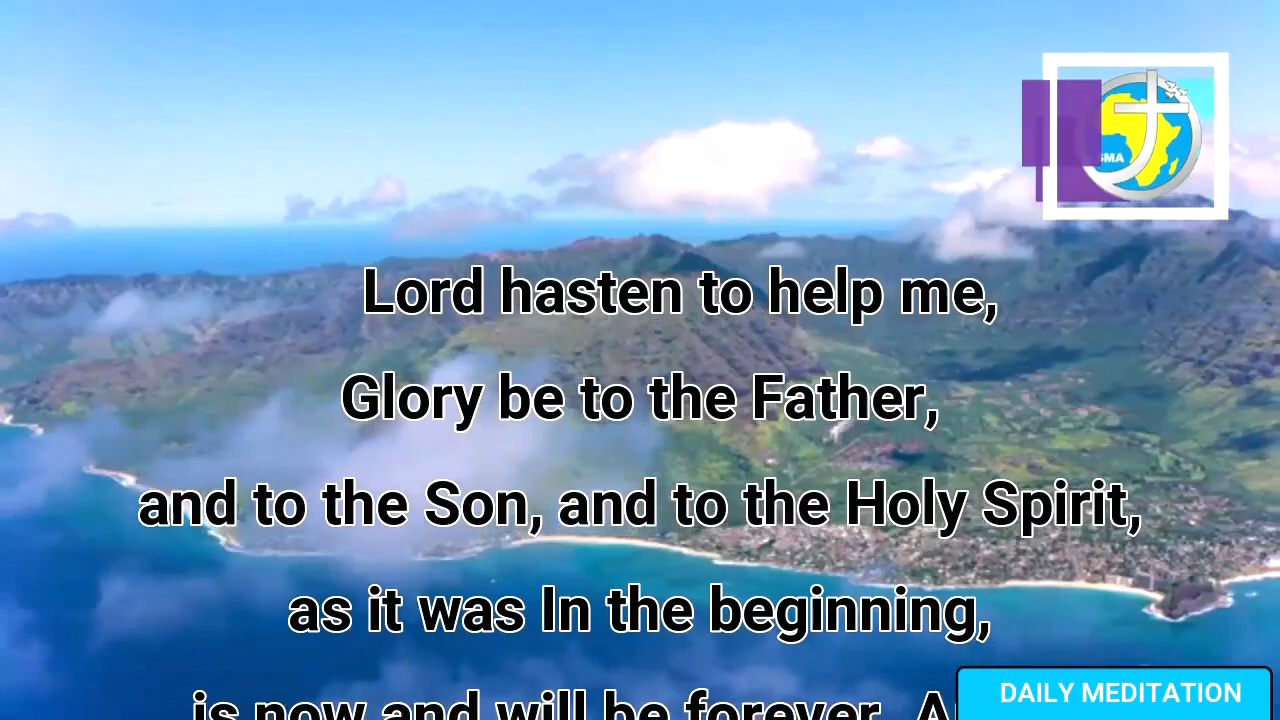 SMA
Lord hasten to help me,
Glory be to the Father,
and to the Son, and to the Holy Spirit,
as it was In the beginning,
is now and will be forever. A
DAILY MEDITATION